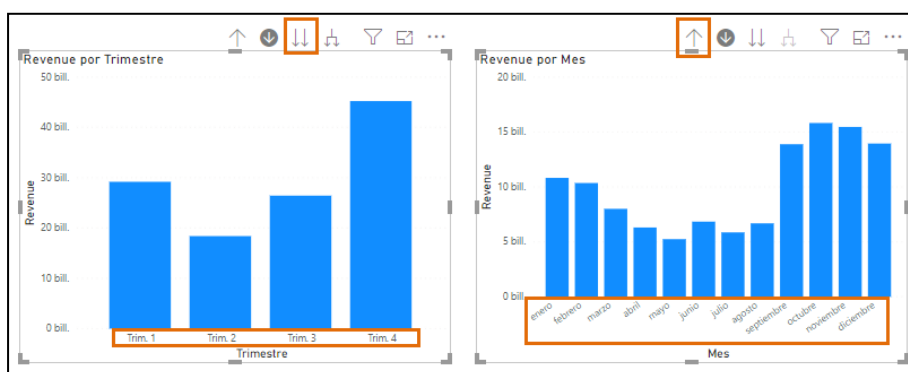 Revenue por Trimestre
50 bill.
40 bill.
30 bill.
20 bill.
10 bill.
0 bill.
Revenue
Trim. 1 Trim. 2 Trim. 3 Trim. 4
Trimestre
Revenue por Mes
20 bill.
15 bill.
10 bill.
5 bill.
0 bill.
Revenue
enero febrero marzo abril mayo junio julio agosto septiembre octubre noviembre diciembre
Mes